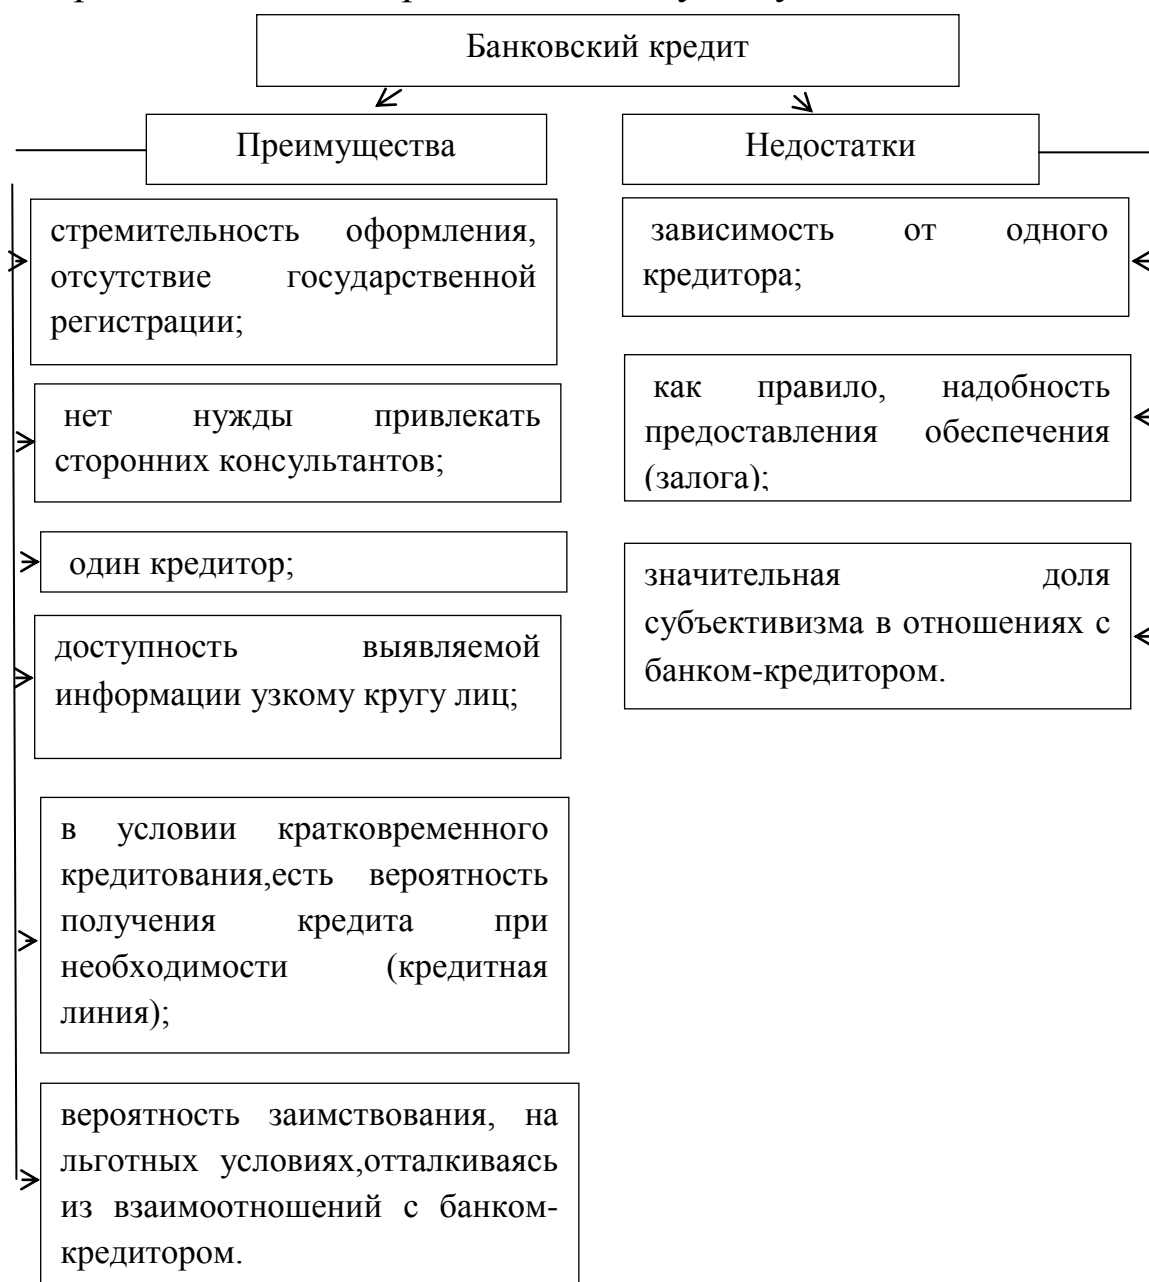 Банковский кредит
Преимущества
стремительность оформления,
отсутствие государственной
регистрации;
нет нужды привлекать
сторонних консультантов;
один кредитор;
доступность выявляемой
информации узкому кругу лиц;
в условии кратковременного
кредитования,есть вероятность
получения кредита при
необходимости (кредитная
линия);
вероятность заимствования, на
льготных условиях,отталкиваясь
из взаимоотношений с банком-
кредитором.
Недостатки
зависимость от одного
кредитора;
как правило, надобность
предоставления обеспечения
(залога);
значительная доля
субъективизма в отношениях с
банком-кредитором.